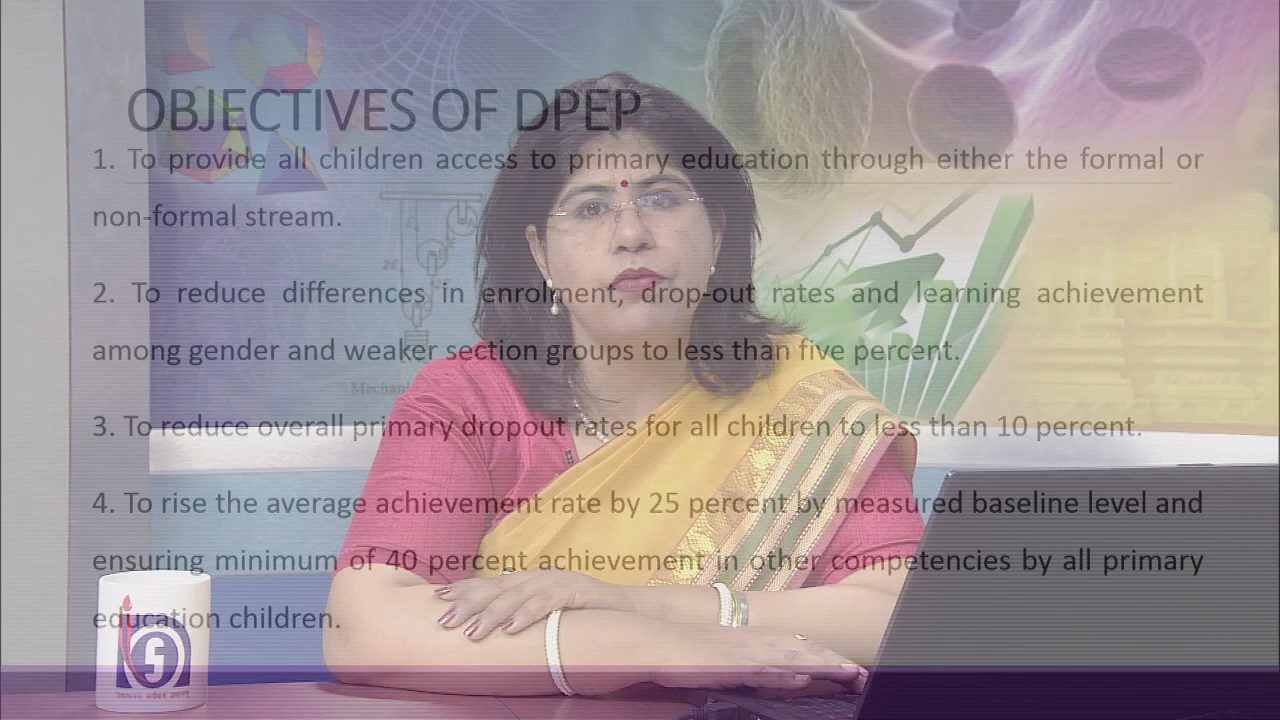 OBJECTIVES OF DPEP
1. To provide all children access to primary education through either the formal or
non-formal stream.
2. To reduce differences in enrolment, drop-out rates and learning achievement
among gender and weaker section groups to less than five percent.
3. To reduce overall primary dropout rates for all children to less than 10 percent.
4. To rise the average achievement rate by 25 percent by measured baseline level and
ensuring minimum of 40 percent achievement in other competencies by all primary
education children.